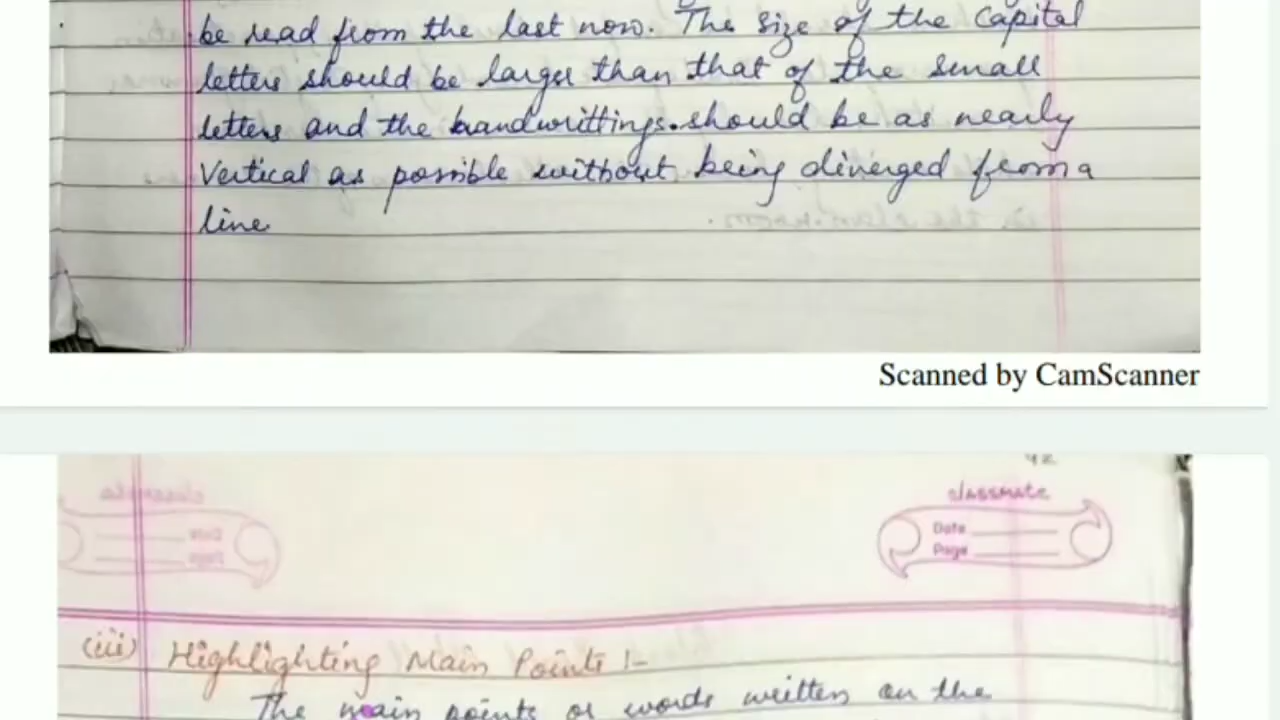 be read from the last now. The size of the Capital
letters should be larger than that of the small
letters and the handwrittings. should be as nearly
Vertical as possible without being diverged from a
line
Scanned by CamScanner
classmate
Date
Page
(iii) Highlighting Main Points :-
The main points or words written on the